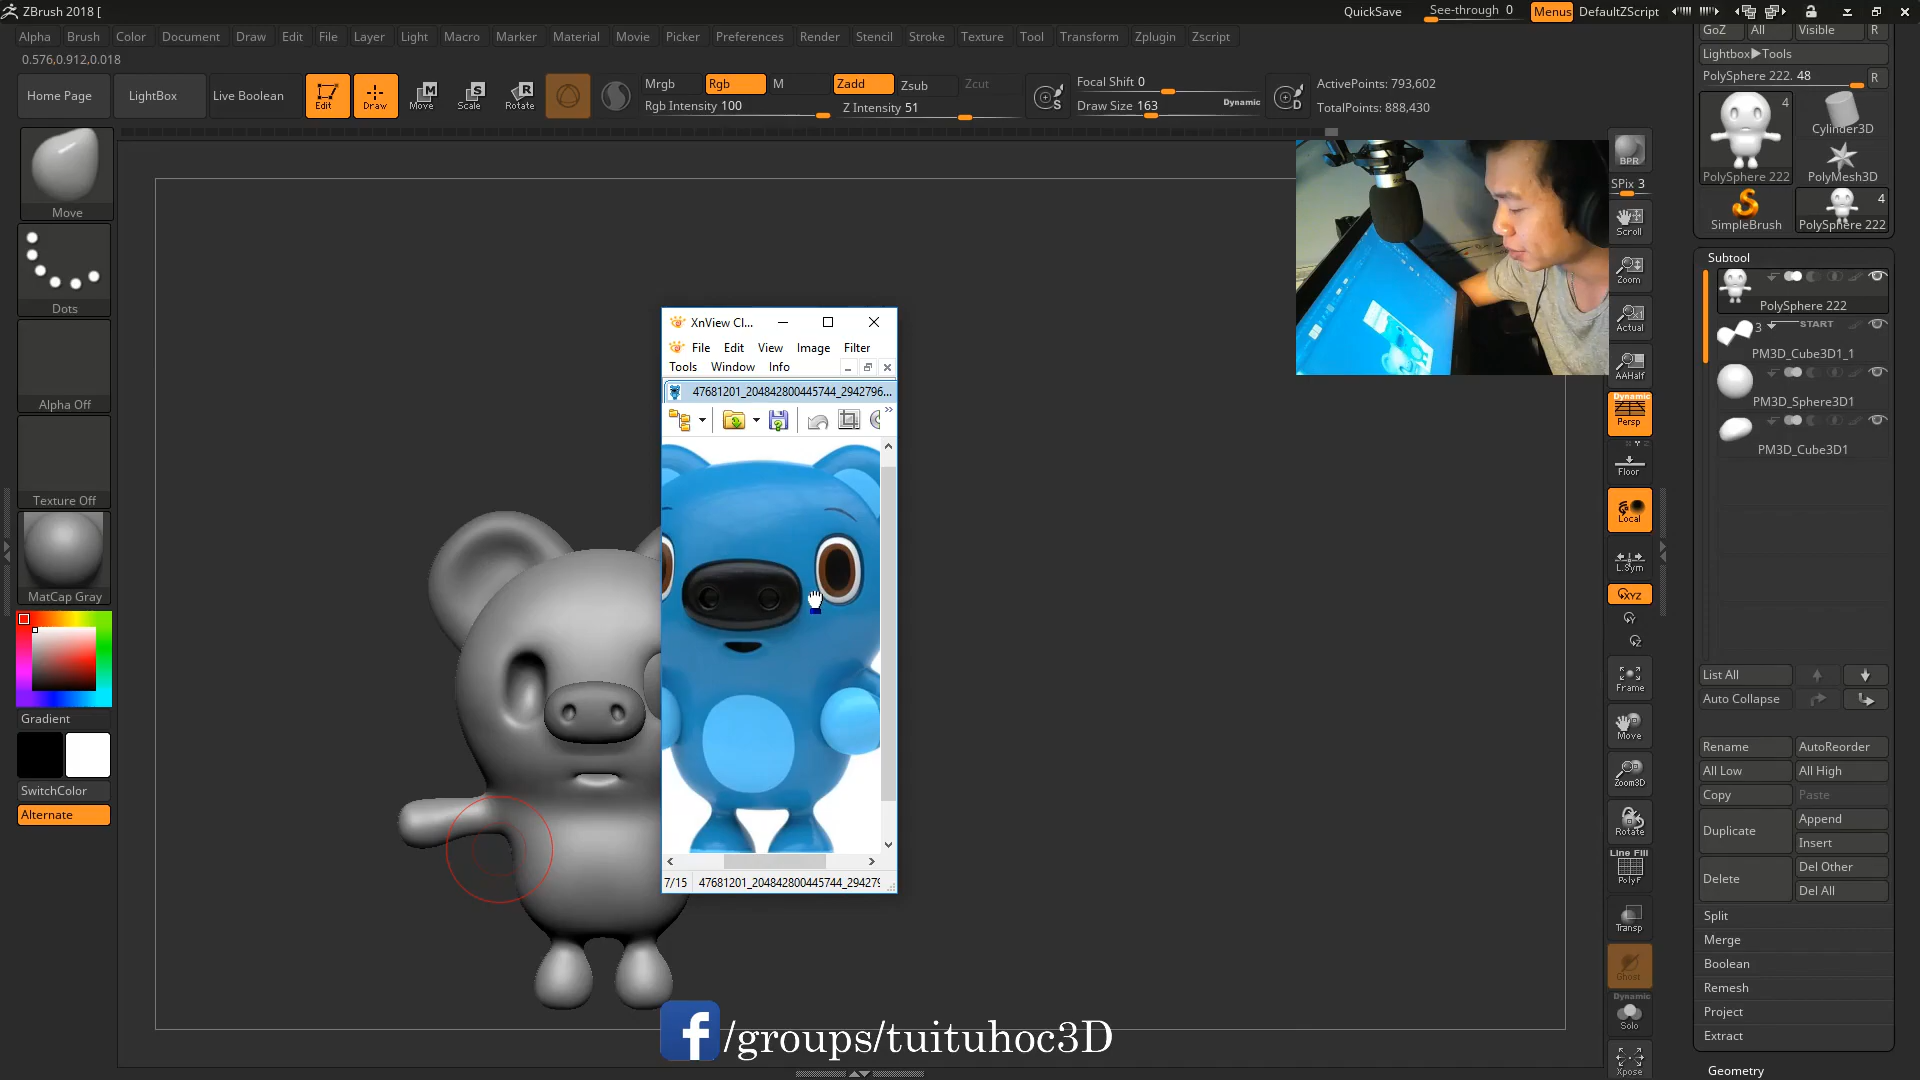 ZBrush 2018 [
QuickSave
See-through 0
Menus
DefaultZScript
Alpha Brush Color Document Draw Edit File Layer Light Macro Marker Material Movie Picker Preferences Render Stencil Stroke Texture Tool Transform Zplugin Zscript
0.576,0.912,0.018
Home Page
LightBox
Live Boolean
Edit
Draw
Move
Scale
Rotate
Mrgb
Rgb
M
Rgb Intensity 100
Zadd
Zsub
Zcut
Z Intensity 51
Focal Shift 0
Draw Size 163
Dynamic
ActivePoints: 793,602
TotalPoints: 888,430
Move
Dots
Alpha Off
Texture Off
MatCap Gray
Gradient
SwitchColor
Alternate
XnView Cl...
File Edit View Image Filter
Tools Window Info
47681201_204842800445744_2942796...
7/15
47681201_204842800445744_29427
/groups/tuituhoc3D
BPR
SPix 3
Scroll
Zoom
Actual
AAHalf
Dynamic
Persp
Floor
Local
L.Sym
XYZ
Frame
Move
Zoom3D
Rotate
Line Fill
PolyF
Transp
Ghost
Dynamic
Solo
Xpose
GoZ
All
Visible
R
Lightbox▶Tools
PolySphere 222. 48
R
4
PolySphere 222
Cylinder3D
PolyMesh3D
SimpleBrush
4
PolySphere 222
Subtool
PolySphere 222
3
START
PM3D_Cube3D1_1
PM3D_Sphere3D1
PM3D_Cube3D1
List All
Auto Collapse
Rename
AutoReorder
All Low
All High
Copy
Paste
Duplicate
Append
Insert
Delete
Del Other
Del All
Split
Merge
Boolean
Remesh
Project
Extract
Geometry